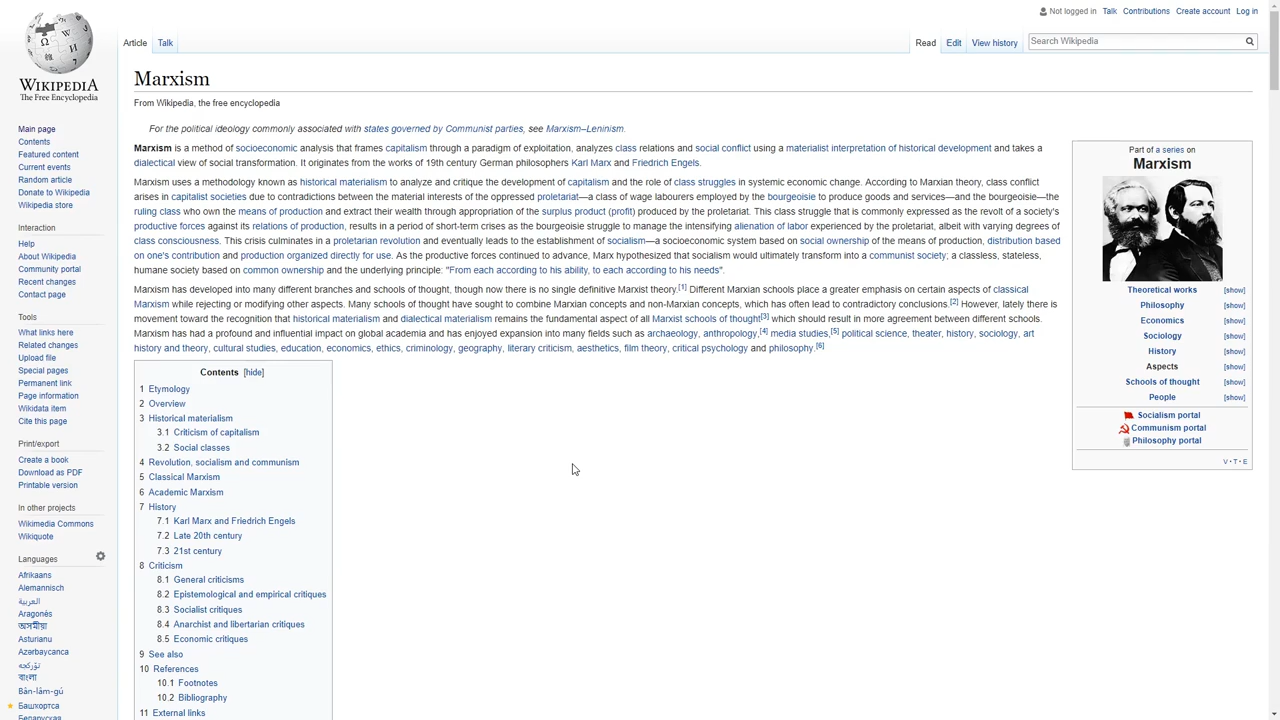 Not logged in Talk Contributions Create account Log in
Article Talk Read Edit View history Search Wikipedia
WIKIPEDIA
The Free Encyclopedia
Main page
Contents
Featured content
Current events
Random article
Donate to Wikipedia
Wikipedia store
Interaction
Help
About Wikipedia
Community portal
Recent changes
Contact page
Tools
What links here
Related changes
Upload file
Special pages
Permanent link
Page information
Wikidata item
Cite this page
Print/export
Create a book
Download as PDF
Printable version
In other projects
Wikimedia Commons
Wikiquote
Languages
Afrikaans
Alemannisch
العربية
Aragonés
অসমীয়া
Asturianu
Azərbaycanca
تۆرکجه
বাংলা
Bân-lâm-gú
Башҡортса
Беларуская
Marxism
From Wikipedia, the free encyclopedia
For the political ideology commonly associated with states governed by Communist parties, see Marxism–Leninism.
Marxism is a method of socioeconomic analysis that frames capitalism through a paradigm of exploitation, analyzes class relations and social conflict using a materialist interpretation of historical development and takes a
dialectical view of social transformation. It originates from the works of 19th century German philosophers Karl Marx and Friedrich Engels.
Marxism uses a methodology known as historical materialism to analyze and critique the development of capitalism and the role of class struggles in systemic economic change. According to Marxian theory, class conflict
arises in capitalist societies due to contradictions between the material interests of the oppressed proletariat—a class of wage labourers employed by the bourgeoisie to produce goods and services—and the bourgeoisie—the
ruling class who own the means of production and extract their wealth through appropriation of the surplus product (profit) produced by the proletariat. This class struggle that is commonly expressed as the revolt of a society's
productive forces against its relations of production, results in a period of short-term crises as the bourgeoisie struggle to manage the intensifying alienation of labor experienced by the proletariat, albeit with varying degrees of
class consciousness. This crisis culminates in a proletarian revolution and eventually leads to the establishment of socialism—a socioeconomic system based on social ownership of the means of production, distribution based
on one's contribution and production organized directly for use. As the productive forces continued to advance, Marx hypothesized that socialism would ultimately transform into a communist society; a classless, stateless,
humane society based on common ownership and the underlying principle: "From each according to his ability, to each according to his needs".
Marxism has developed into many different branches and schools of thought, though now there is no single definitive Marxist theory.[1] Different Marxian schools place a greater emphasis on certain aspects of classical
Marxism while rejecting or modifying other aspects. Many schools of thought have sought to combine Marxian concepts and non-Marxian concepts, which has often lead to contradictory conclusions.[2] However, lately there is
movement toward the recognition that historical materialism and dialectical materialism remains the fundamental aspect of all Marxist schools of thought[3] which should result in more agreement between different schools.
Marxism has had a profound and influential impact on global academia and has enjoyed expansion into many fields such as archaeology, anthropology,[4] media studies,[5] political science, theater, history, sociology, art
history and theory, cultural studies, education, economics, ethics, criminology, geography, literary criticism, aesthetics, film theory, critical psychology and philosophy.[6]
Contents [hide]
1 Etymology
2 Overview
3 Historical materialism
3.1 Criticism of capitalism
3.2 Social classes
4 Revolution, socialism and communism
5 Classical Marxism
6 Academic Marxism
7 History
7.1 Karl Marx and Friedrich Engels
7.2 Late 20th century
7.3 21st century
8 Criticism
8.1 General criticisms
8.2 Epistemological and empirical critiques
8.3 Socialist critiques
8.4 Anarchist and libertarian critiques
8.5 Economic critiques
9 See also
10 References
10.1 Footnotes
10.2 Bibliography
11 External links
Part of a series on
Marxism
Theoretical works [show]
Philosophy [show]
Economics [show]
Sociology [show]
History [show]
Aspects [show]
Schools of thought [show]
People [show]
Socialism portal
Communism portal
Philosophy portal
V · T · E